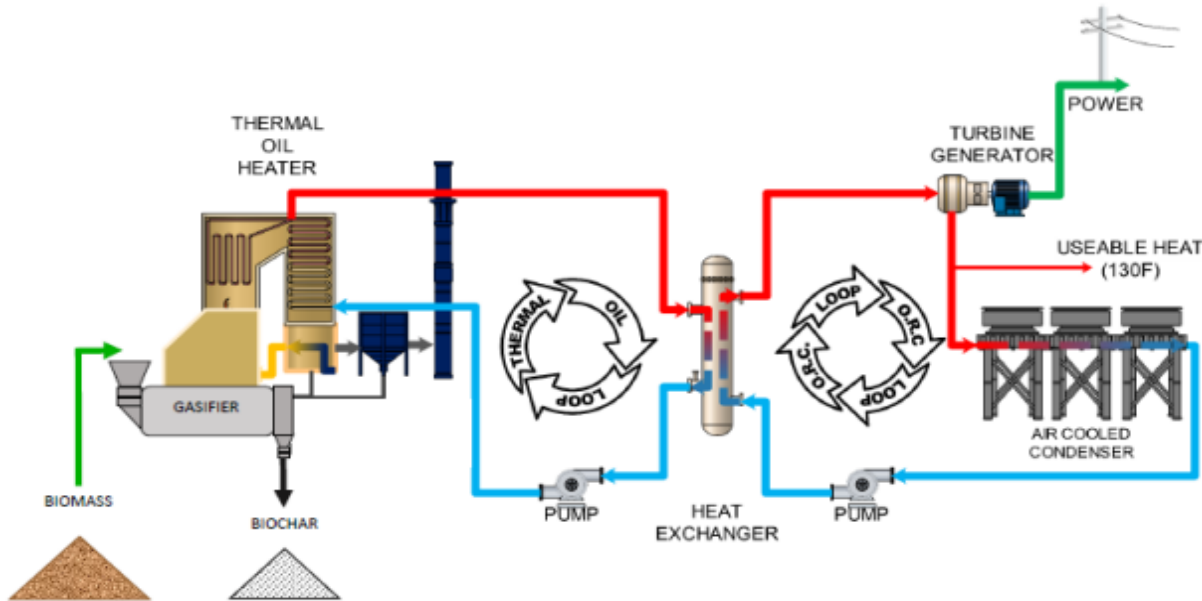 POWER
THERMAL
OIL
HEATER
TURBINE
GENERATOR
USEABLE HEAT
(130F)
THERMAL
OIL
LOOP
LOOP
O.R.C
LOOP
O.R.C.
GASIFIER
AIR COOLED
CONDENSER
BIOMASS
BIOCHAR
PUMP
HEAT
EXCHANGER
PUMP